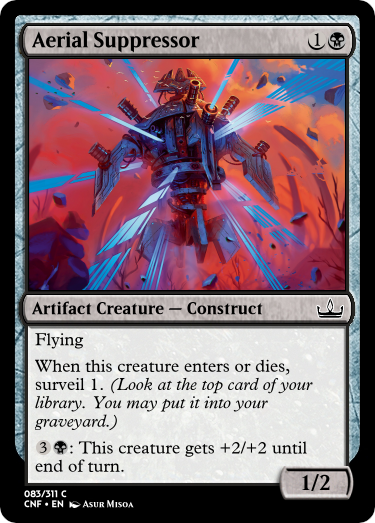 Aerial Suppressor 1
Artifact Creature — Construct
Flying
When this creature enters or dies,
surveil 1. (Look at the top card of your
library. You may put it into your
graveyard.)
3 : This creature gets +2/+2 until
end of turn.
1/2
083/311 C
CNF • EN Asur Misoa